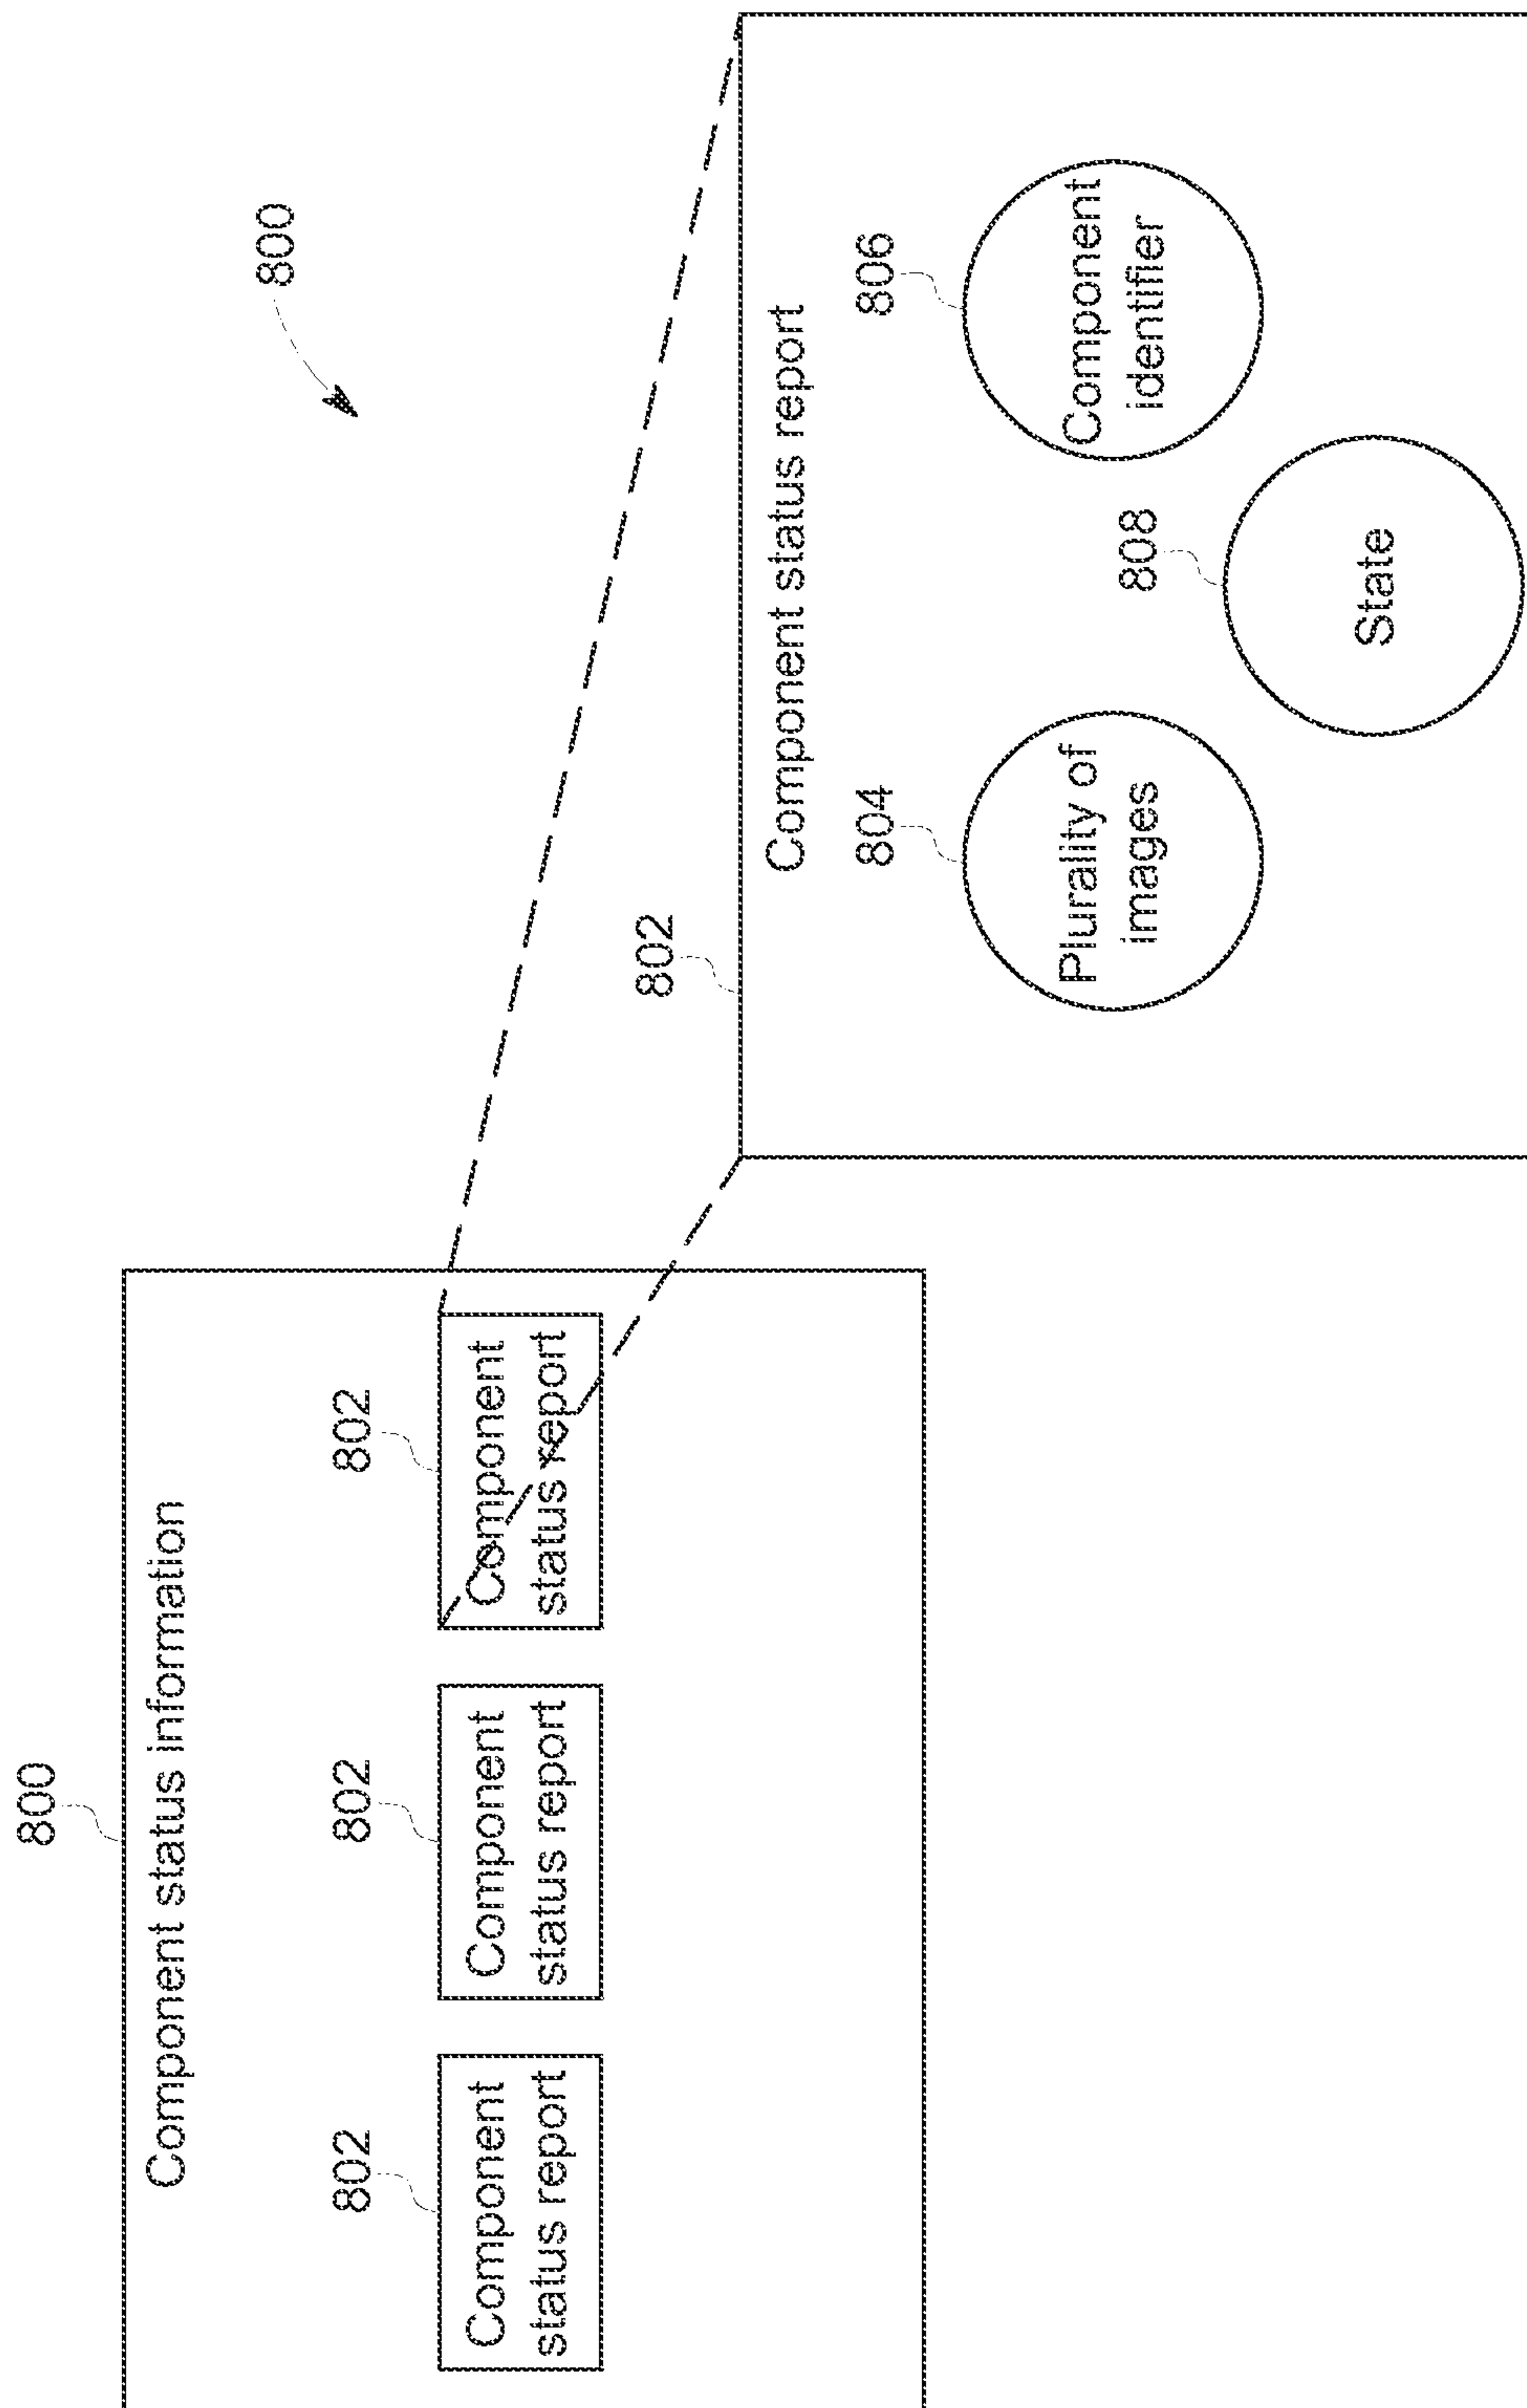 800
800
Component status information
802
802
802
Component
status report
Component
status report
Component
status report
802
Component status report
804
806
Plurality of
images
Component
identifier
808
State